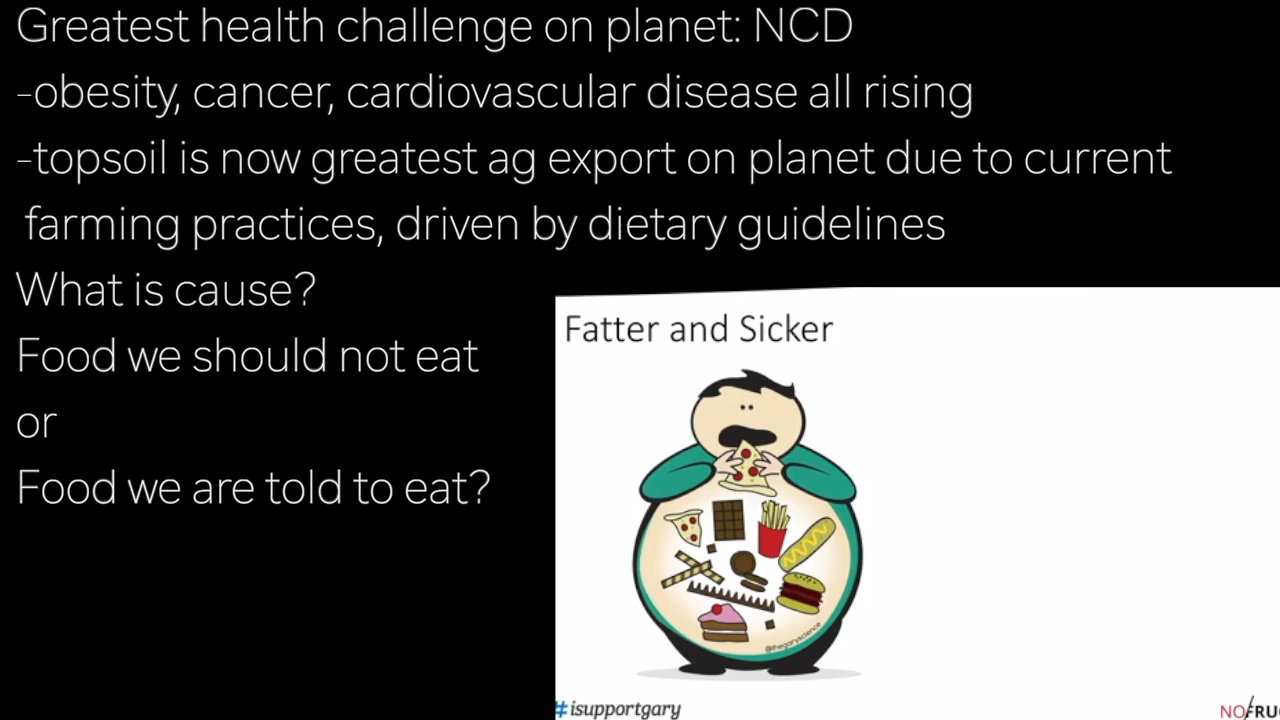 Greatest health challenge on planet: NCD
-obesity, cancer, cardiovascular disease all rising
-topsoil is now greatest ag export on planet due to current
farming practices, driven by dietary guidelines
What is cause?
Food we should not eat
or
Food we are told to eat?
Fatter and Sicker
@thegaryscience
#isupportgary
NOFRU